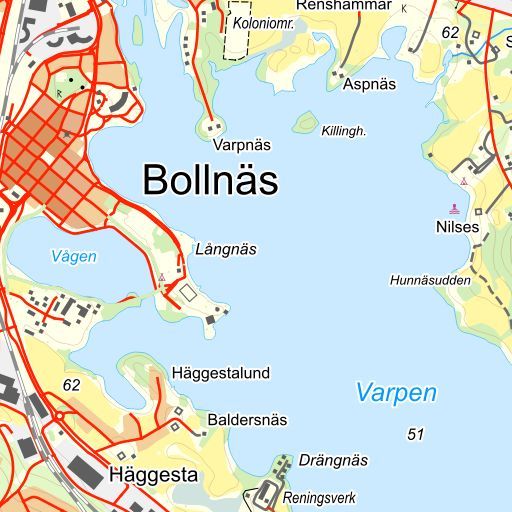 Renshammar
Koloniomr.
62
S
Aspnäs
R
Killingh.
Varpnäs
Bollnäs
Nilses
Långnäs
Vågen
Hunnäsudden
Häggestalund
62
Varpen
Baldersnäs
51
Drängnäs
Häggesta
Reningsverk